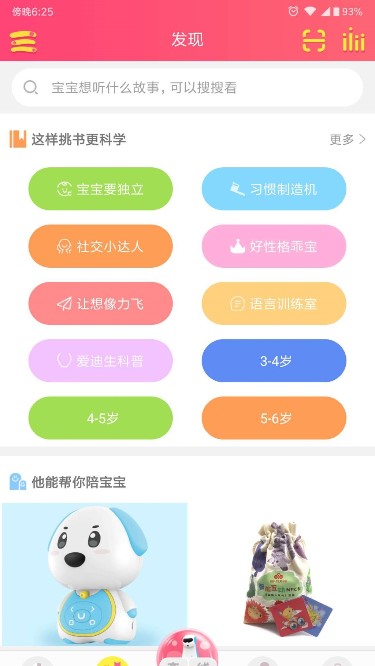 傍晚6:25
93%
发现
宝宝想听什么故事，可以搜搜看
这样挑书更科学
更多
宝宝要独立
习惯制造机
社交小达人
好性格乖宝
让想像力飞
语言训练室
爱迪生科普
3-4岁
4-5岁
5-6岁
他能帮你陪宝宝